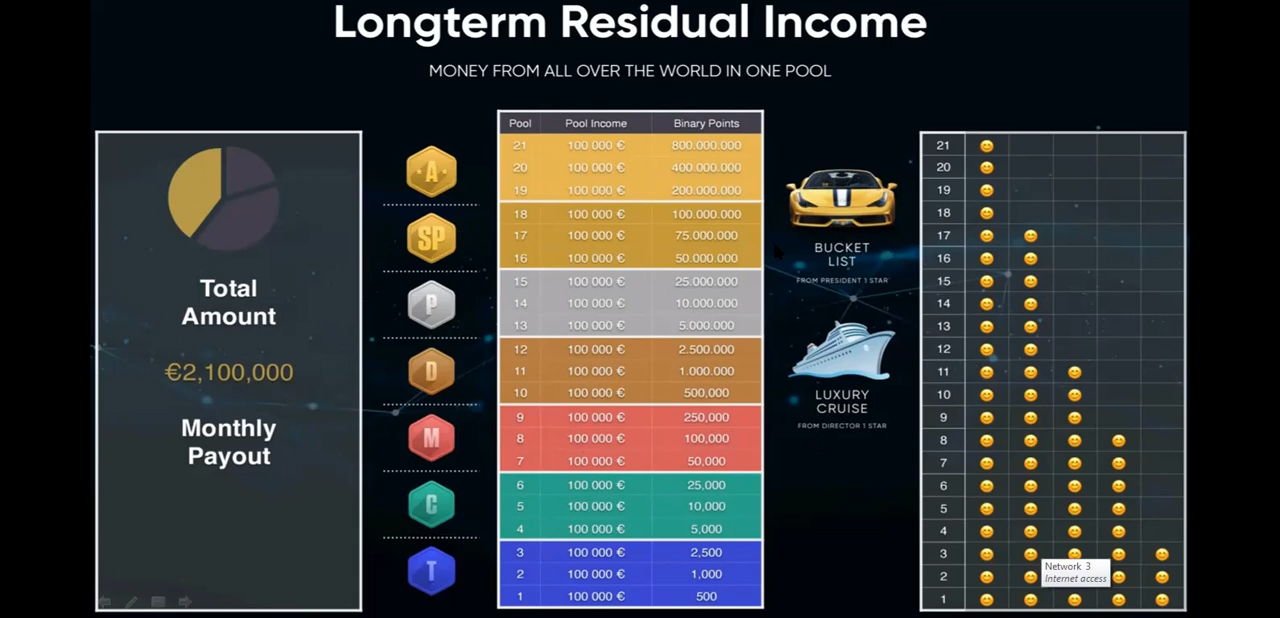 Longterm Residual Income
MONEY FROM ALL OVER THE WORLD IN ONE POOL
Total
Amount
€2,100,000
Monthly
Payout
A
SP
P
D
M
C
T
Pool Pool Income Binary Points
21 100 000 € 800.000.000
20 100 000 € 400.000.000
19 100 000 € 200.000.000
18 100 000 € 100.000.000
17 100 000 € 75.000.000
16 100 000 € 50.000.000
15 100 000 € 25.000.000
14 100 000 € 10.000.000
13 100 000 € 5.000.000
12 100 000 € 2.500.000
11 100 000 € 1.000.000
10 100 000 € 500,000
9 100 000 € 250,000
8 100 000 € 100,000
7 100 000 € 50,000
6 100 000 € 25,000
5 100 000 € 10,000
4 100 000 € 5,000
3 100 000 € 2,500
2 100 000 € 1,000
1 100 000 € 500
BUCKET
LIST
FROM PRESIDENT 1 STAR
LUXURY
CRUISE
FROM DIRECTOR 1 STAR
21
20
19
18
17
16
15
14
13
12
11
10
9
8
7
6
5
4
3
2
1
Network 3
Internet access